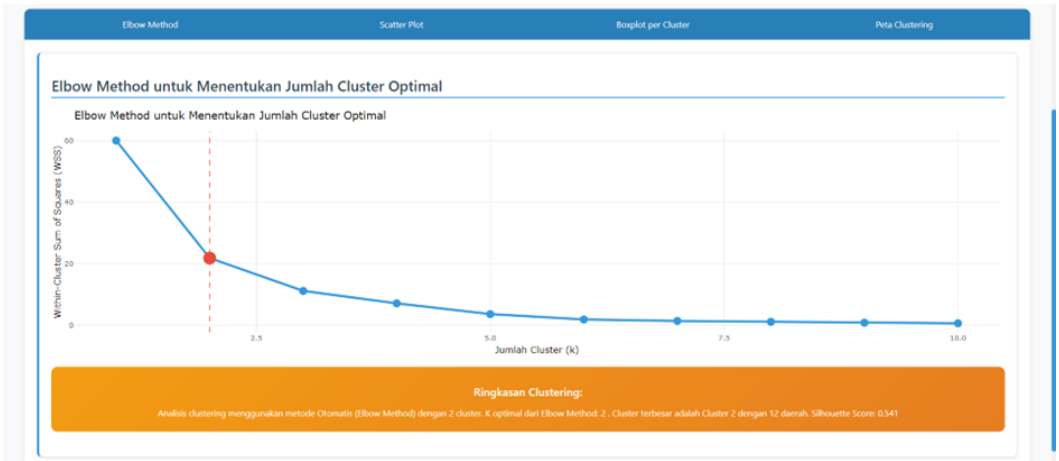 Elbow Method Scatter Plot Boxplot per Cluster Peta Clustering
Elbow Method untuk Menentukan Jumlah Cluster Optimal
Elbow Method untuk Menentukan Jumlah Cluster Optimal
Within-Cluster Sum of Squares (WSS)
60
40
20
0
2.5 5.0 7.5 10.0
Jumlah Cluster (k)
Ringkasan Clustering:
Analisis clustering menggunakan metode Otomatis (Elbow Method) dengan 2 cluster. K optimal dari Elbow Method: 2 . Cluster terbesar adalah Cluster 2 dengan 12 daerah. Silhouette Score: 0.541